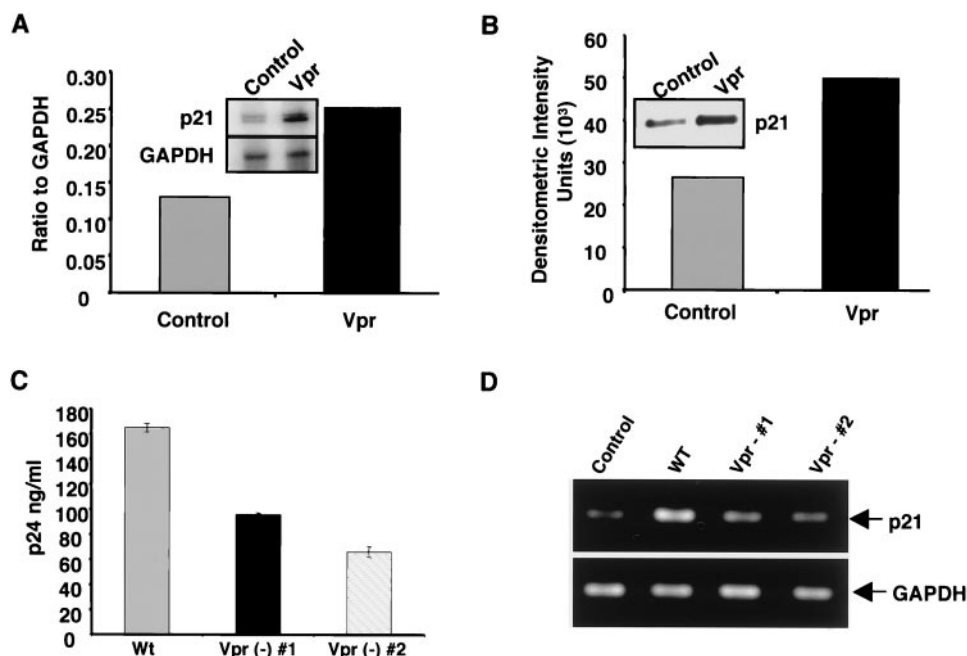 A
Ratio to GAPDH
0.30
0.25
0.20
0.15
0.10
0.05
0
Control
Vpr
p21
GAPDH
Control
Vpr
B
Densitometric Intensity
Units (10³)
60
50
40
30
20
10
0
Control
Vpr
p21
Control
Vpr
C
p24 ng/ml
180
160
140
120
100
80
60
40
20
0
Wt
Vpr (-) #1
Vpr (-) #2
D
Control
WT
Vpr - #1
Vpr - #2
p21
GAPDH